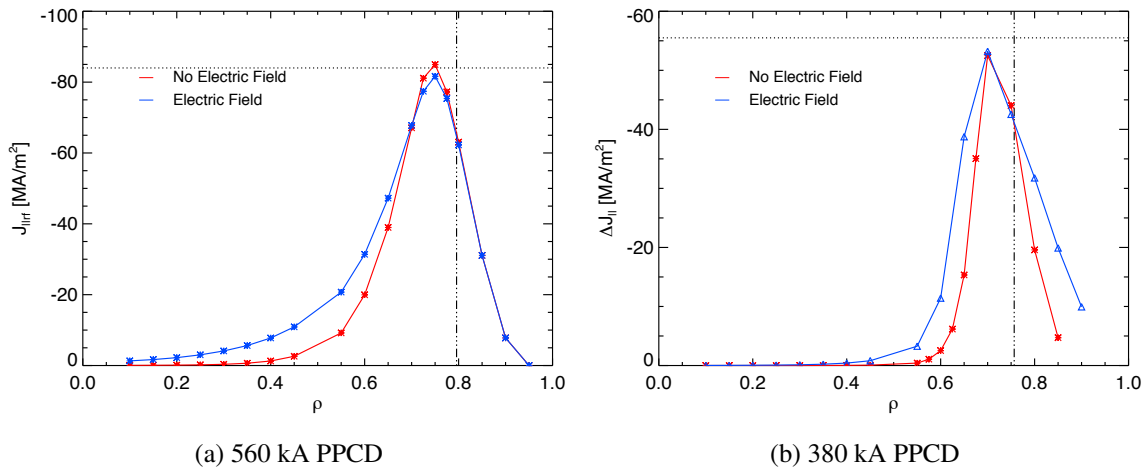 -100
-80
-60
-40
-20
0
J_{||rf} [MA/m²]
No Electric Field
Electric Field
0.0 0.2 0.4 0.6 0.8 1.0
ρ
(a) 560 kA PPCD
-60
-40
-20
0
ΔJ_{||} [MA/m²]
No Electric Field
Electric Field
0.0 0.2 0.4 0.6 0.8 1.0
ρ
(b) 380 kA PPCD